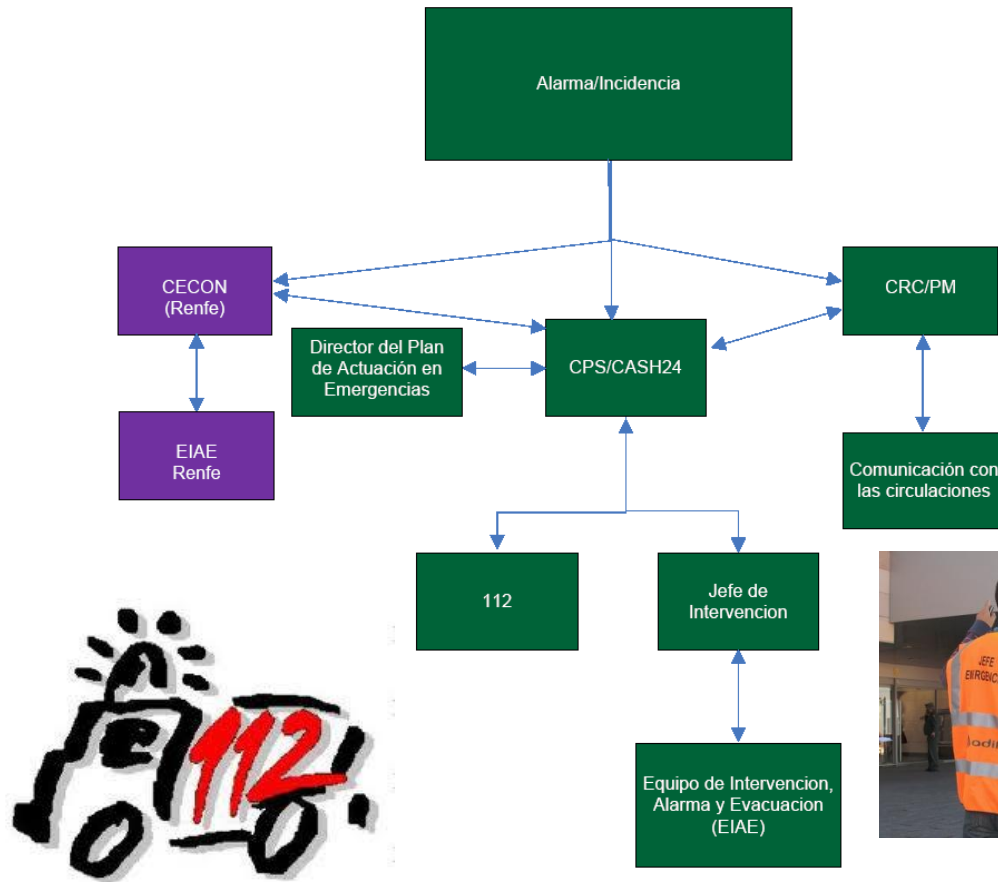 Alarma/Incidencia
CECON
(Renfe)
CRC/PM
Director del Plan
de Actuación en
Emergencias
CPS/CASH24
EIAE
Renfe
Comunicación con
las circulaciones
112
Jefe de
Intervencion
Equipo de Intervencion,
Alarma y Evacuacion
(EIAE)
112
JEFE